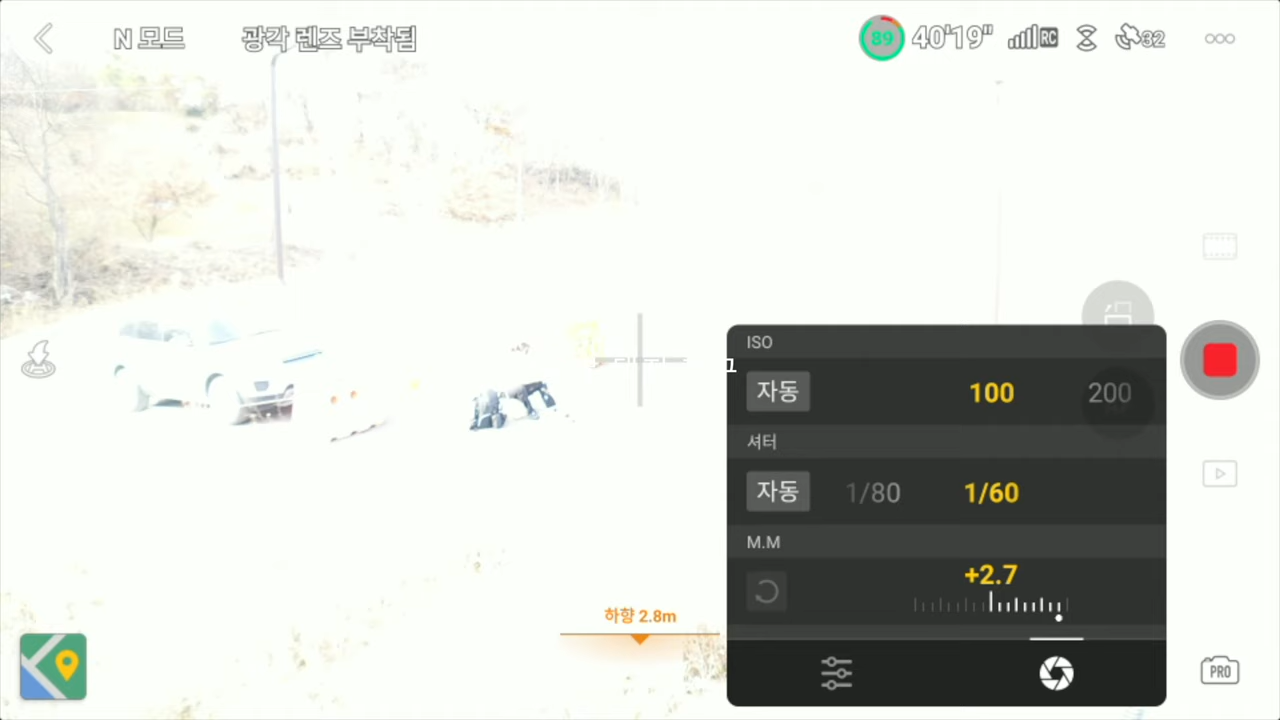 N 모드
광각 렌즈 부착됨
89
40'19"
RC
32
ISO
자동
100
200
셔터
자동
1/80
1/60
M.M
+2.7
하향 2.8m
PRO